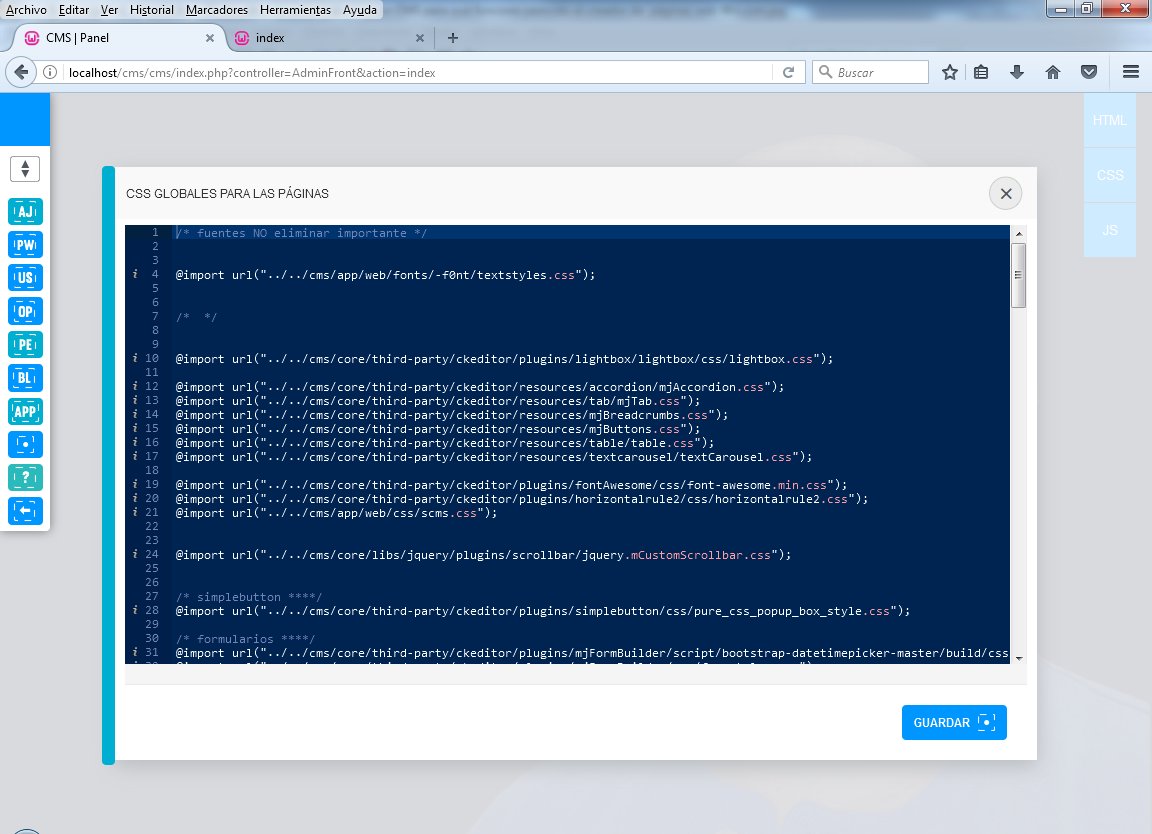 Archivo Editar Ver Historial Marcadores Herramientas Ayuda
CMS | Panel
index
localhost/cms/cms/index.php?controller=AdminFront&action=index
Buscar
HTML
CSS
JS
AJ
PW
US
OP
PE
BL
APP
?
CSS GLOBALES PARA LAS PÁGINAS
1 /* fuentes NO eliminar importante */
2
3
4 @import url("../../cms/app/web/fonts/-f0nt/textstyles.css");
5
6
7 /*  */
8
9
10 @import url("../../cms/core/third-party/ckeditor/plugins/lightbox/lightbox/css/lightbox.css");
11
12 @import url("../../cms/core/third-party/ckeditor/resources/accordion/mjAccordion.css");
13 @import url("../../cms/core/third-party/ckeditor/resources/tab/mjTab.css");
14 @import url("../../cms/core/third-party/ckeditor/resources/mjBreadcrumbs.css");
15 @import url("../../cms/core/third-party/ckeditor/resources/mjButtons.css");
16 @import url("../../cms/core/third-party/ckeditor/resources/table/table.css");
17 @import url("../../cms/core/third-party/ckeditor/resources/textcarousel/textCarousel.css");
18
19 @import url("../../cms/core/third-party/ckeditor/plugins/fontAwesome/css/font-awesome.min.css");
20 @import url("../../cms/core/third-party/ckeditor/plugins/horizontalrule2/css/horizontalrule2.css");
21 @import url("../../cms/app/web/css/scms.css");
22
23
24 @import url("../../cms/core/libs/jquery/plugins/scrollbar/jquery.mCustomScrollbar.css");
25
26
27 /* simplebutton ****/
28 @import url("../../cms/core/third-party/ckeditor/plugins/simplebutton/css/pure_css_popup_box_style.css");
29
30 /* formularios ****/
31 @import url("../../cms/core/third-party/ckeditor/plugins/mjFormBuilder/script/bootstrap-datetimepicker-master/build/css
GUARDAR